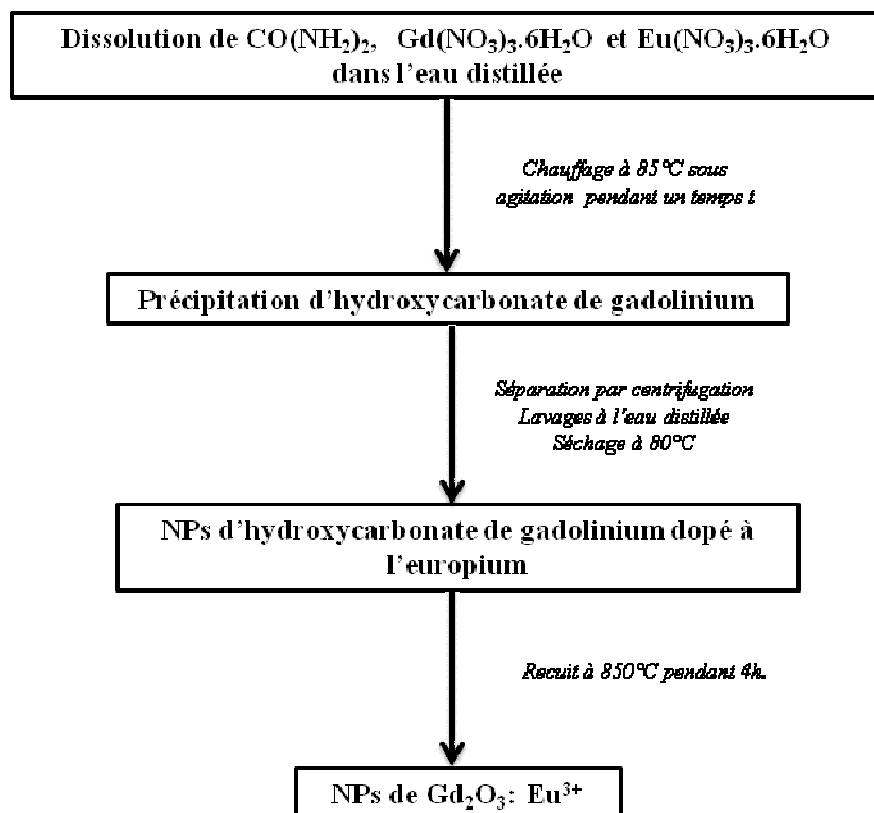 Dissolution de CO(NH₂)₂, Gd(NO₃)₃.6H₂O et Eu(NO₃)₃.6H₂O
dans l'eau distillée
Chauffage à 85°C sous
agitation pendant un temps t
Précipitation d'hydroxycarbonate de gadolinium
Séparation par centrifugation
Lavages à l'eau distillée
Séchage à 80°C
NPs d'hydroxycarbonate de gadolinium dopé à
l'europium
Recuit à 850°C pendant 4h.
NPs de Gd₂O₃: Eu³⁺